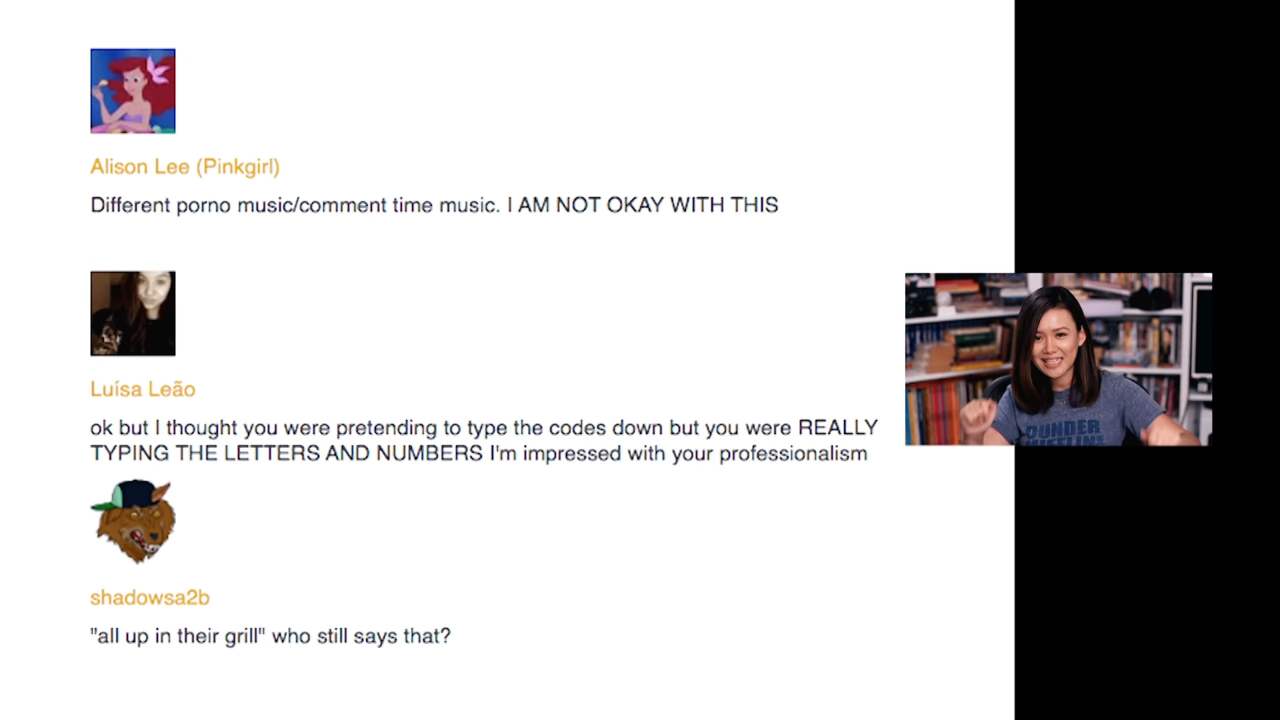 Alison Lee (Pinkgirl)
Different porno music/comment time music. I AM NOT OKAY WITH THIS
Luísa Leão
ok but I thought you were pretending to type the codes down but you were REALLY
TYPING THE LETTERS AND NUMBERS I'm impressed with your professionalism
shadowsa2b
"all up in their grill" who still says that?
DUNDER
MIFFLIN